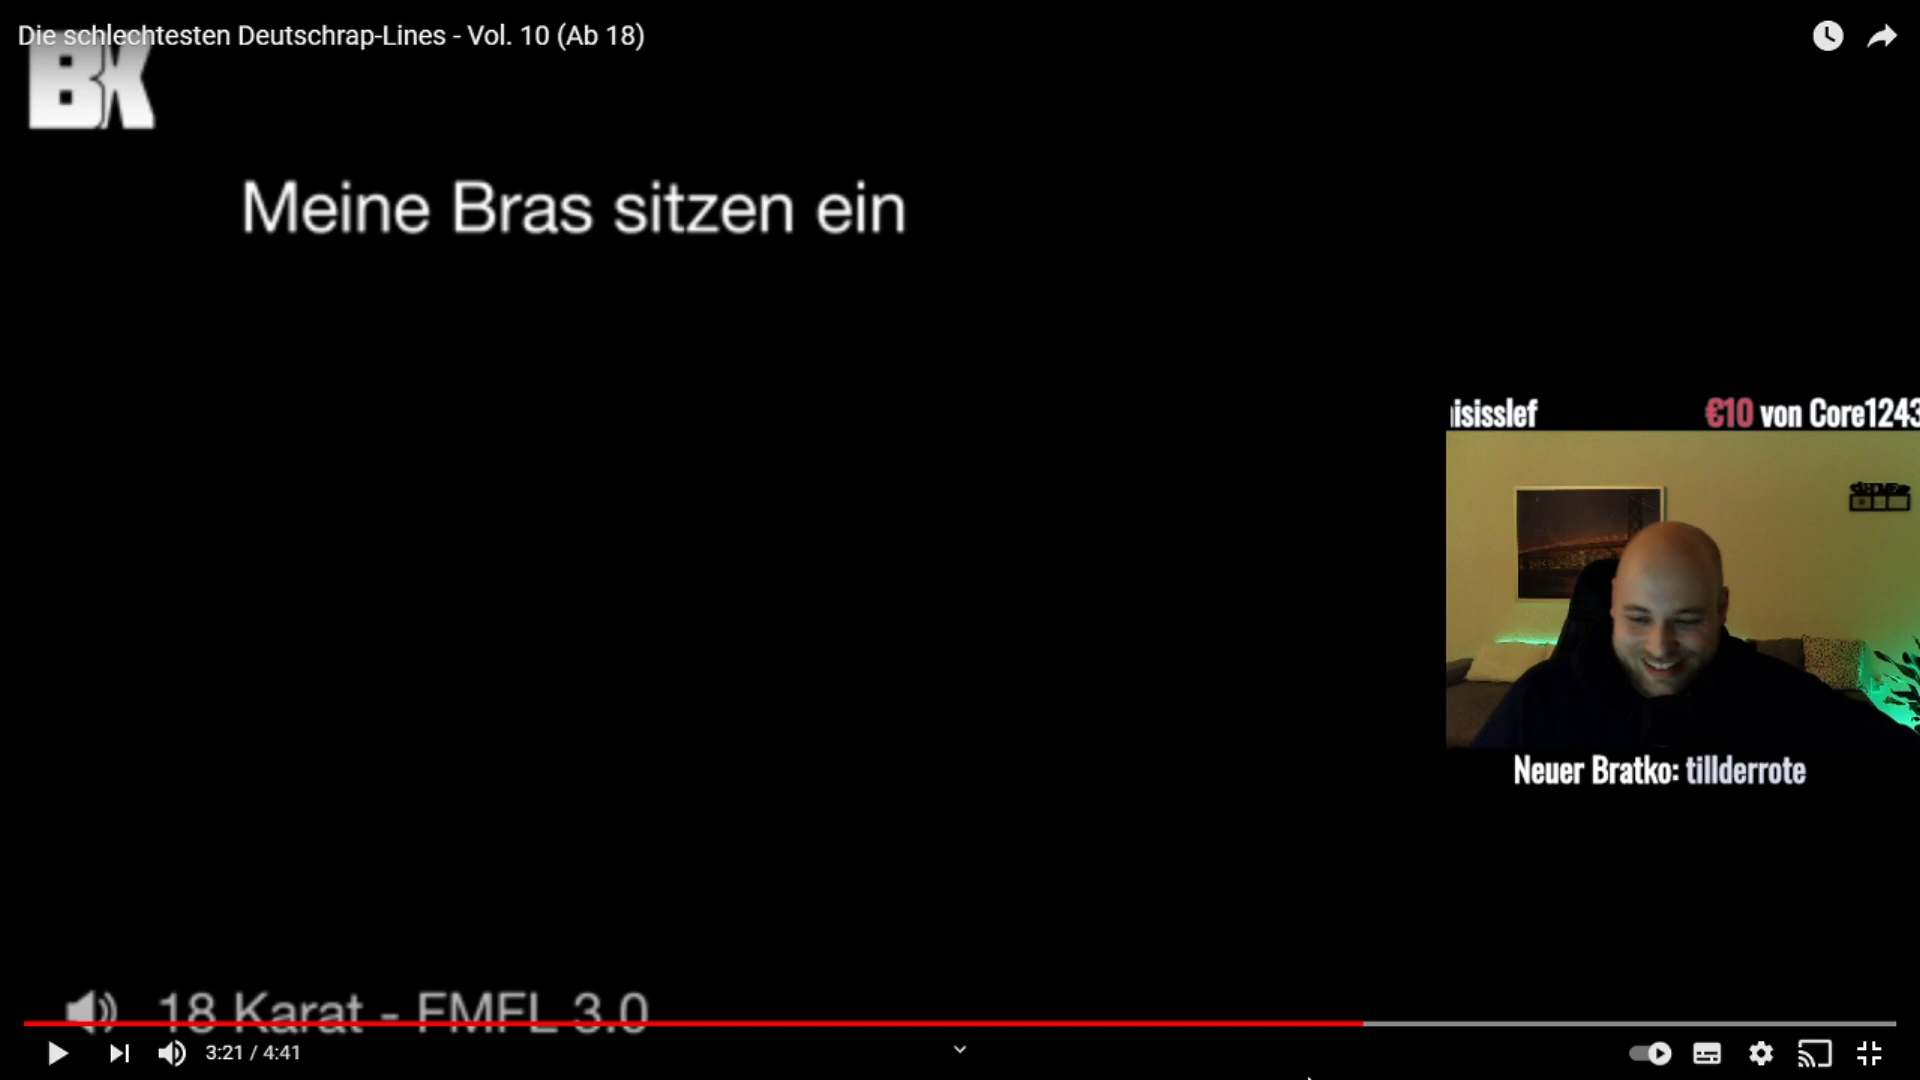 Die schlechtesten Deutschrap-Lines - Vol. 10 (Ab 18)
BK
Meine Bras sitzen ein
isisslef €10 von Core1243
Neuer Bratko: tillderrote
18 Karat - FMFL 3.0
3:21 / 4:41